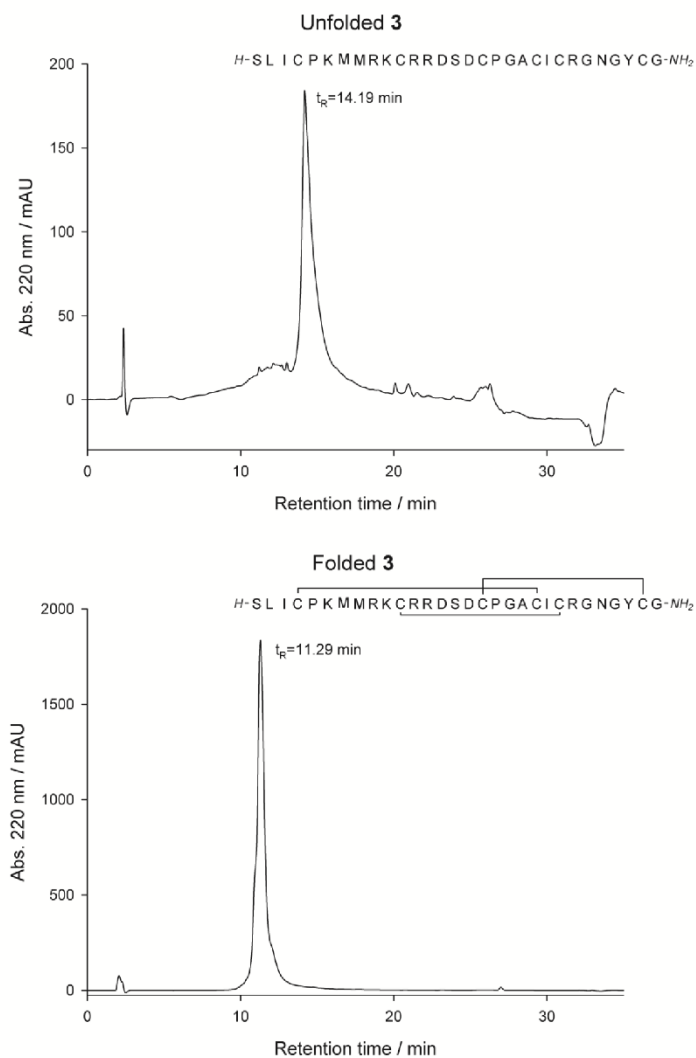 Unfolded 3
H-SLICPKMMRKCRRDSDCPGACICRGNGYCG-NH2
200
150
100
50
0
tR=14.19 min
Abs. 220 nm / mAU
0 10 20 30
Retention time / min
Folded 3
H-SLICPKMMRKCRRDSDCPGACICRGNGYCG-NH2
2000
1500
1000
500
0
tR=11.29 min
Abs. 220 nm / mAU
0 10 20 30
Retention time / min